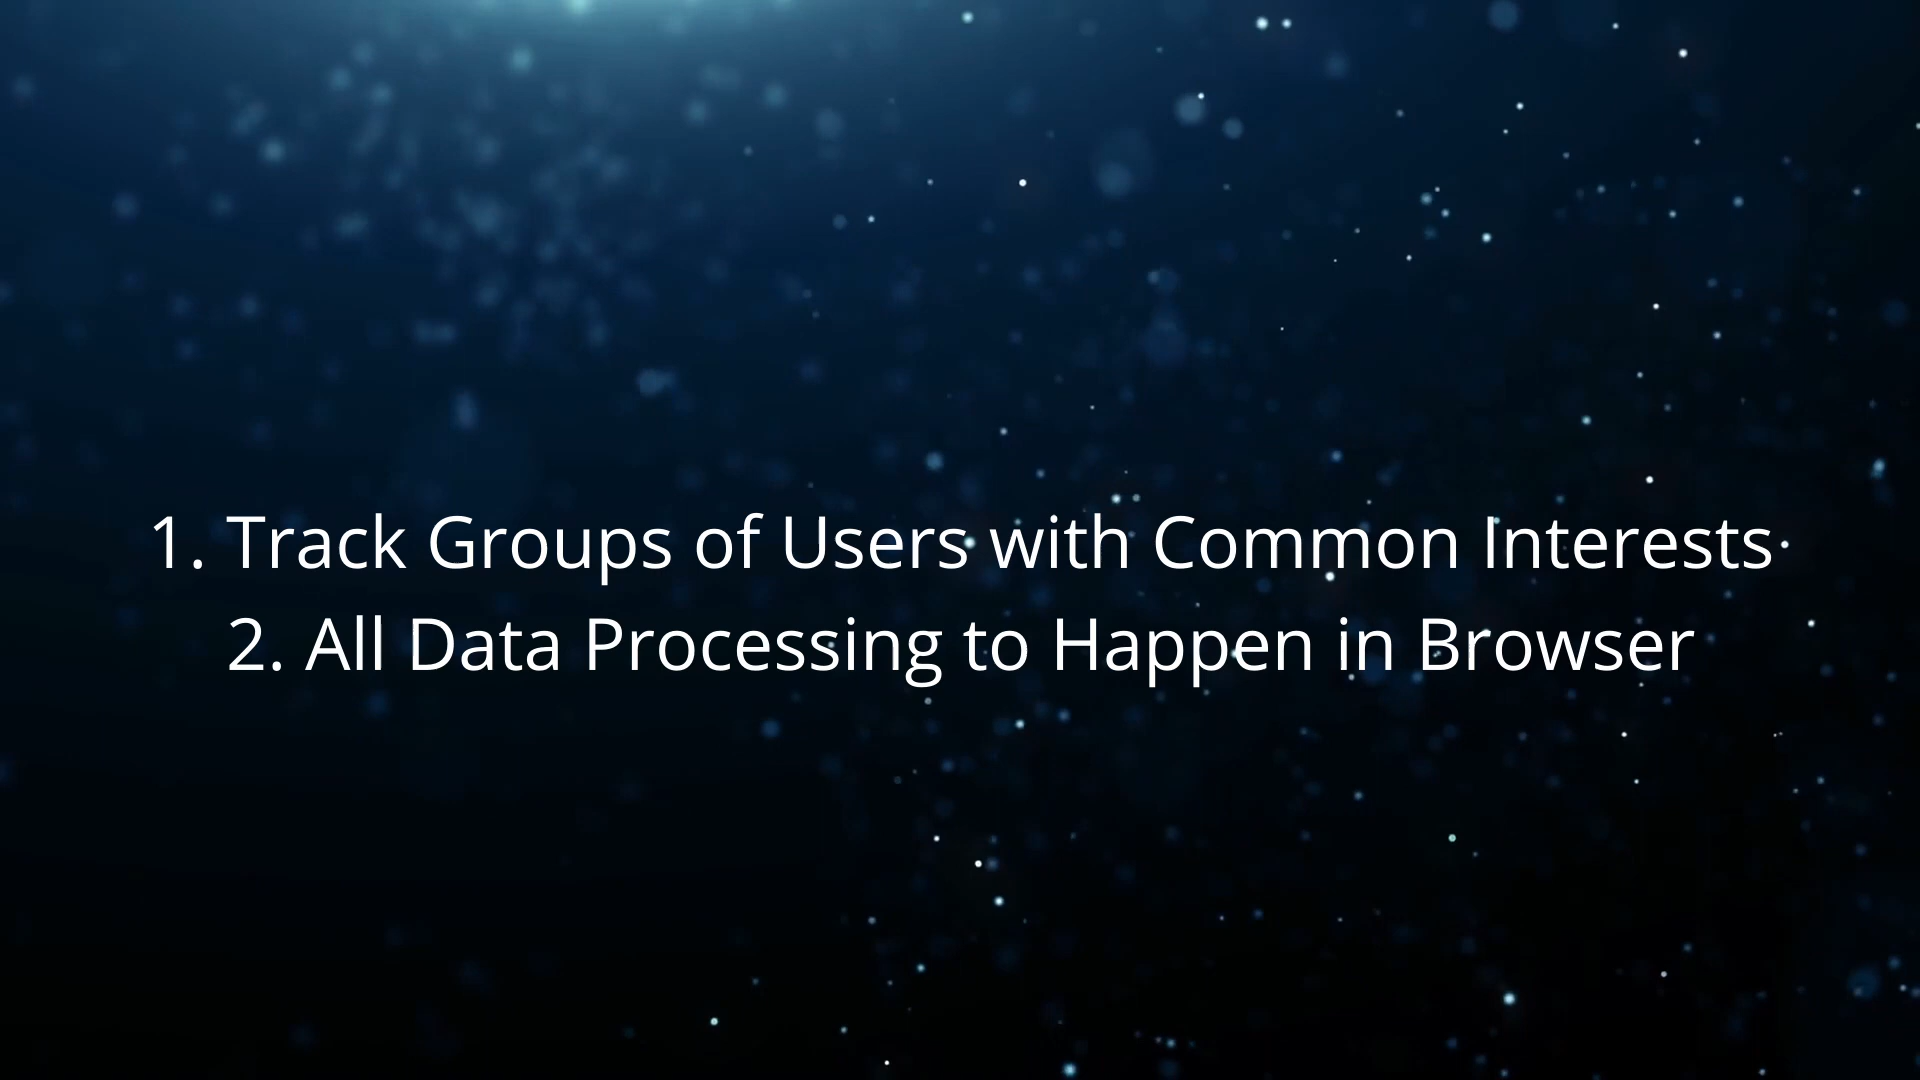 1. Track Groups of Users with Common Interests
2. All Data Processing to Happen in Browser